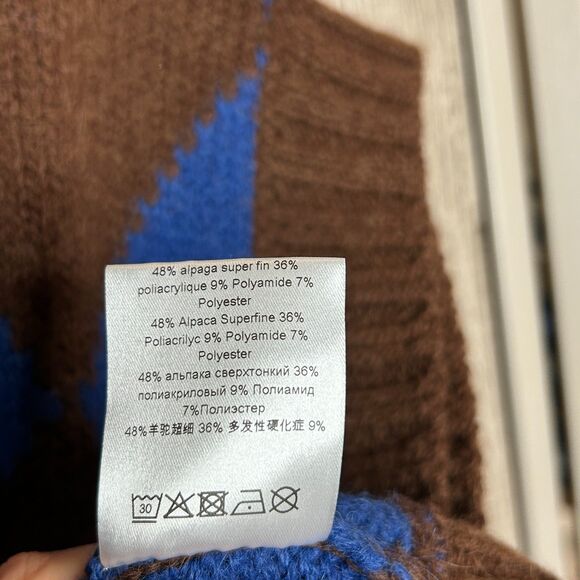 48% alpaga super fin 36%
poliacrylique 9% Polyamide 7%
Polyester
48% Alpaca Superfine 36%
Poliacrilyc 9% Polyamide 7%
Polyester
48% альпака сверхтонкий 36%
полиакриловый 9% Полиамид
7%Полиэстер
48%羊驼超细 36% 多发性硬化症 9%
30